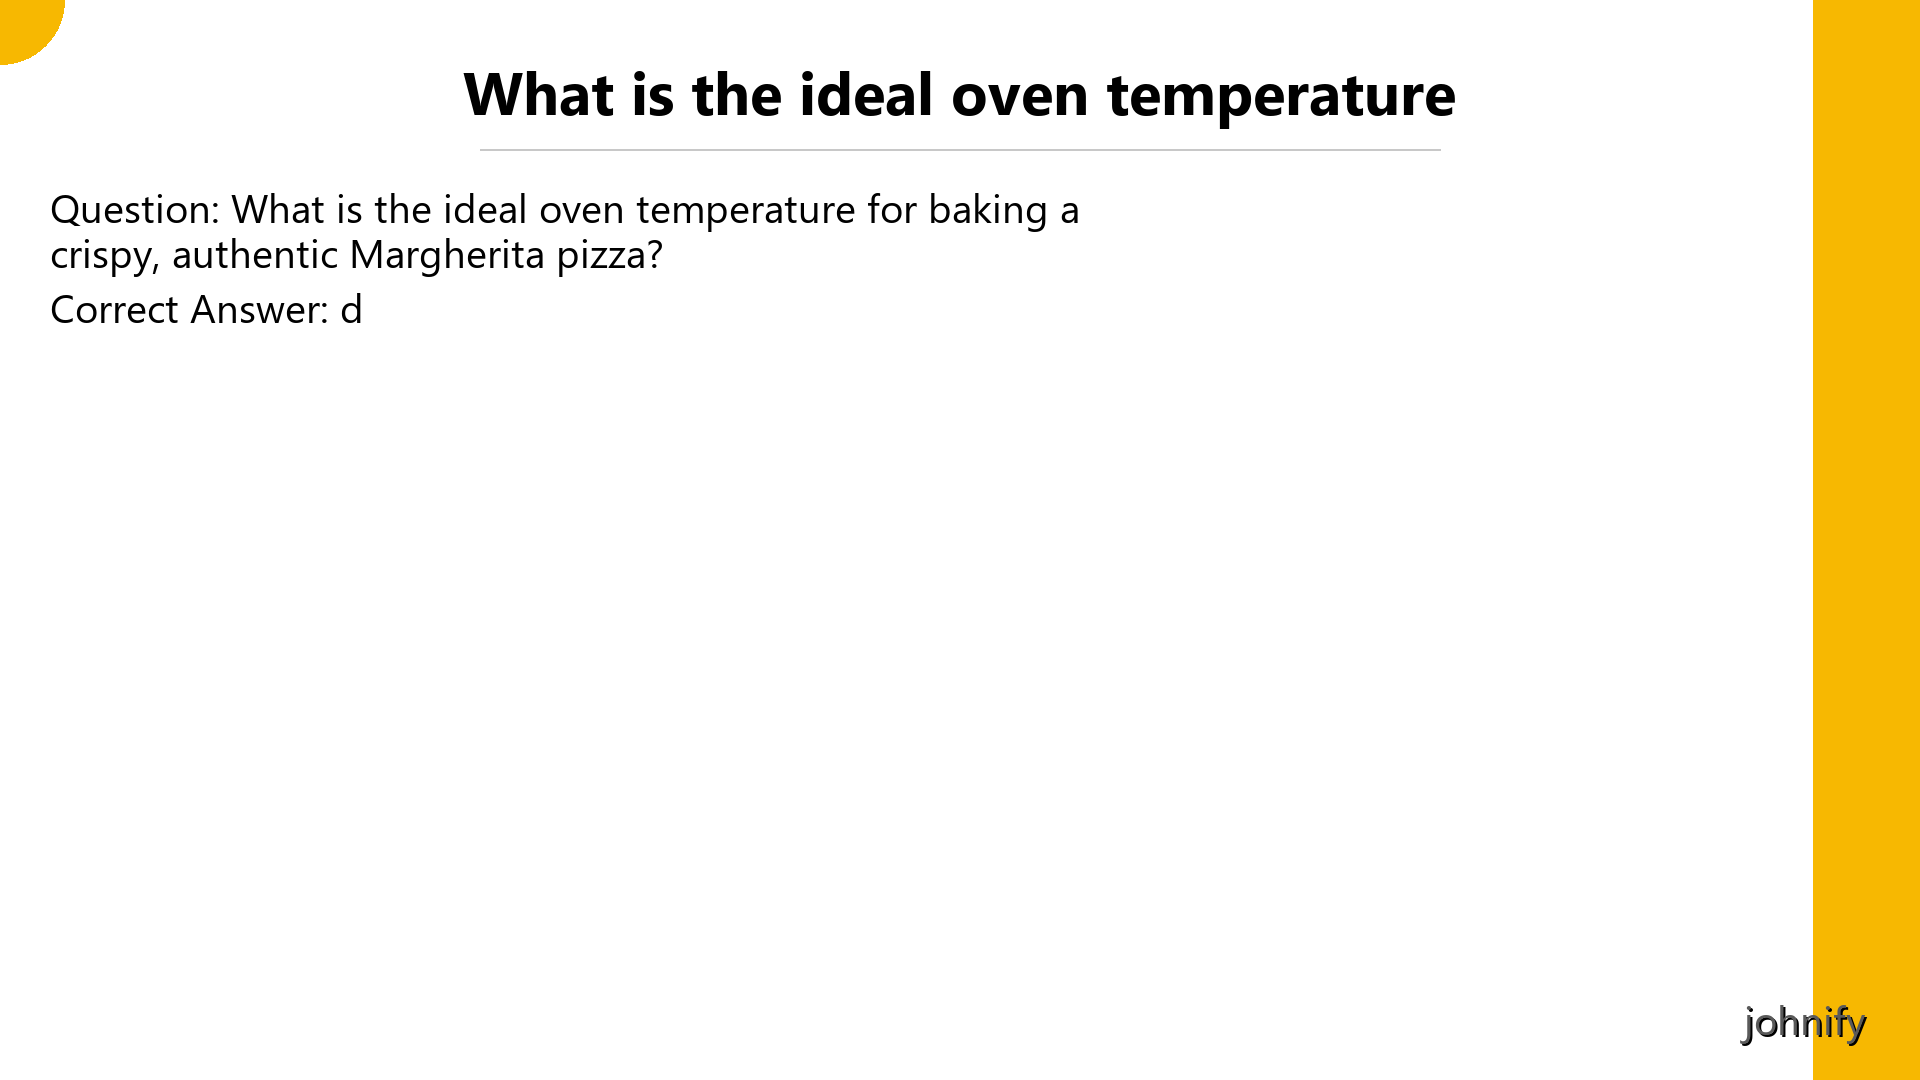 What is the ideal oven temperature
Question: What is the ideal oven temperature for baking a
crispy, authentic Margherita pizza?
Correct Answer: d
johnify